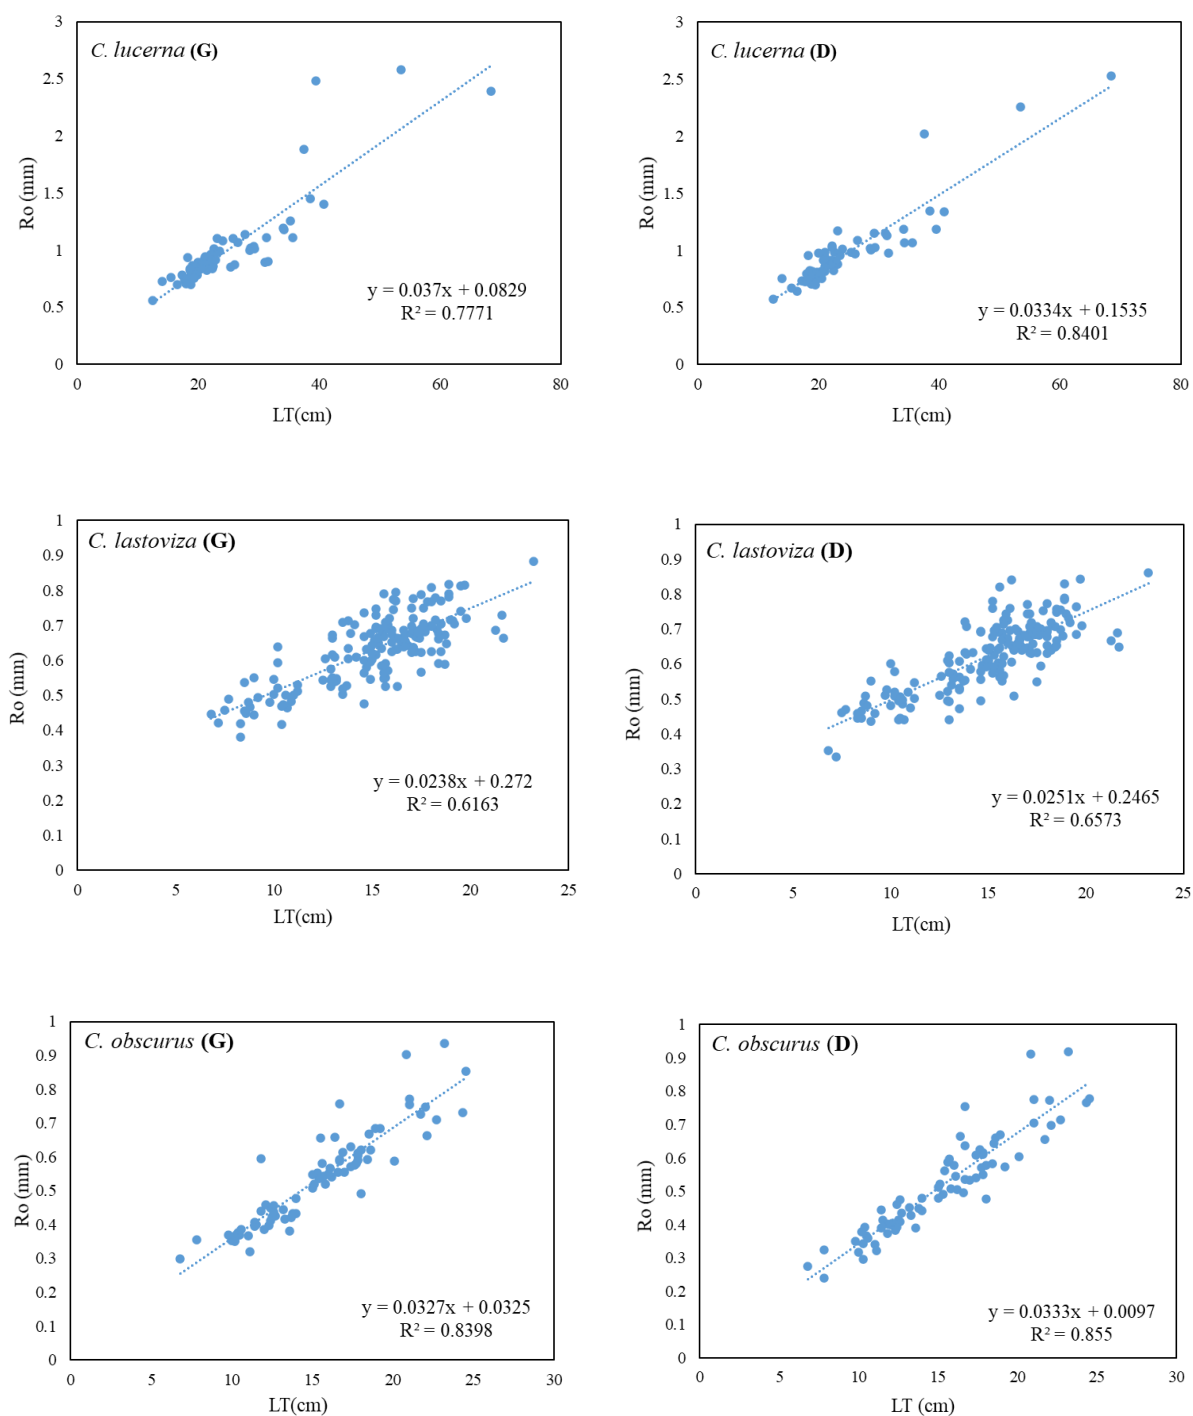 C. lucerna (G)
3
2.5
2
1.5
1
0.5
0
Ro (mm)
y = 0.037x + 0.0829
R² = 0.7771
0 20 40 60 80
LT(cm)
C. lucerna (D)
3
2.5
2
1.5
1
0.5
0
Ro (mm)
y = 0.0334x + 0.1535
R² = 0.8401
0 20 40 60 80
LT(cm)
C. lastoviza (G)
1
0.9
0.8
0.7
0.6
0.5
0.4
0.3
0.2
0.1
0
Ro (mm)
y = 0.0238x + 0.272
R² = 0.6163
0 5 10 15 20 25
LT(cm)
C. lastoviza (D)
1
0.9
0.8
0.7
0.6
0.5
0.4
0.3
0.2
0.1
0
Ro (mm)
y = 0.0251x + 0.2465
R² = 0.6573
0 5 10 15 20 25
LT(cm)
C. obscurus (G)
1
0.9
0.8
0.7
0.6
0.5
0.4
0.3
0.2
0.1
0
Ro (mm)
y = 0.0327x + 0.0325
R² = 0.8398
0 5 10 15 20 25 30
LT(cm)
C. obscurus (D)
1
0.9
0.8
0.7
0.6
0.5
0.4
0.3
0.2
0.1
0
Ro (mm)
y = 0.0333x + 0.0097
R² = 0.855
0 5 10 15 20 25 30
LT (cm)